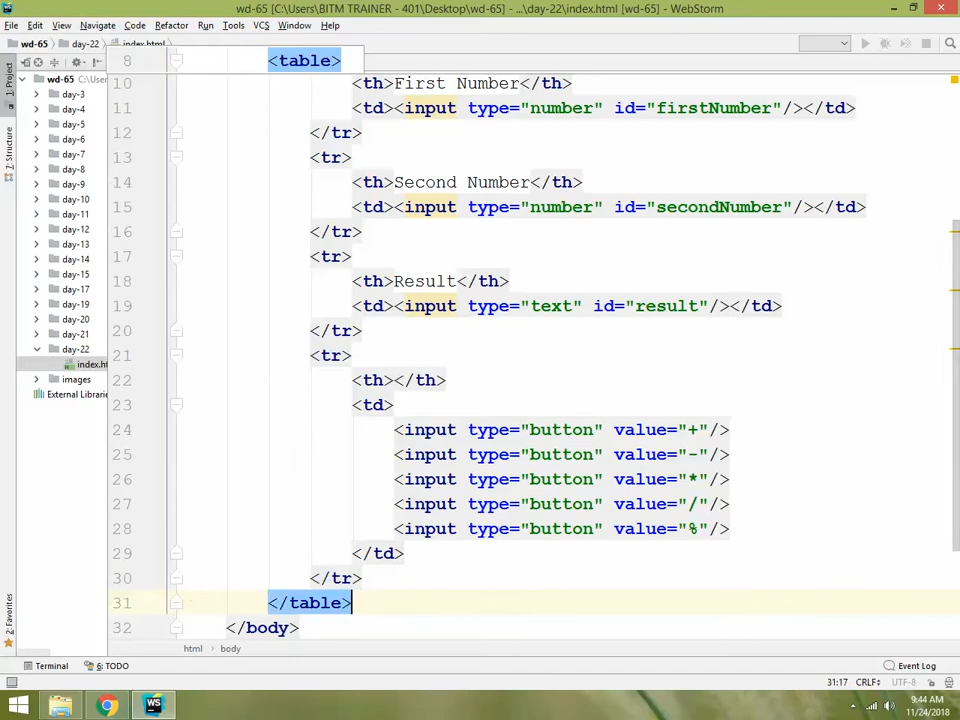 wd-65 [C:\Users\BITM TRAINER - 401\Desktop\wd-65] - ...\day-22\index.html [wd-65] - WebStorm
File Edit View Navigate Code Refactor Run Tools VCS Window Help
wd-65 day-22 index.html
1: Project
7: Structure
2: Favorites
wd-65 C:\User
day-3
day-4
day-5
day-6
day-7
day-8
day-9
day-10
day-11
day-12
day-13
day-14
day-15
day-17
day-19
day-20
day-21
day-22
index.ht
images
External Librarie
8 <table>
10 <th>First Number</th>
11 <td><input type="number" id="firstNumber"/></td>
12 </tr>
13 <tr>
14 <th>Second Number</th>
15 <td><input type="number" id="secondNumber"/></td>
16 </tr>
17 <tr>
18 <th>Result</th>
19 <td><input type="text" id="result"/></td>
20 </tr>
21 <tr>
22 <th></th>
23 <td>
24 <input type="button" value="+"/>
25 <input type="button" value="-"/>
26 <input type="button" value="*"/>
27 <input type="button" value="/"/>
28 <input type="button" value="%"/>
29 </td>
30 </tr>
31 </table>
32 </body>
html body
Terminal 6: TODO Event Log
31:17 CRLF UTF-8
WS
9:44 AM
11/24/2018